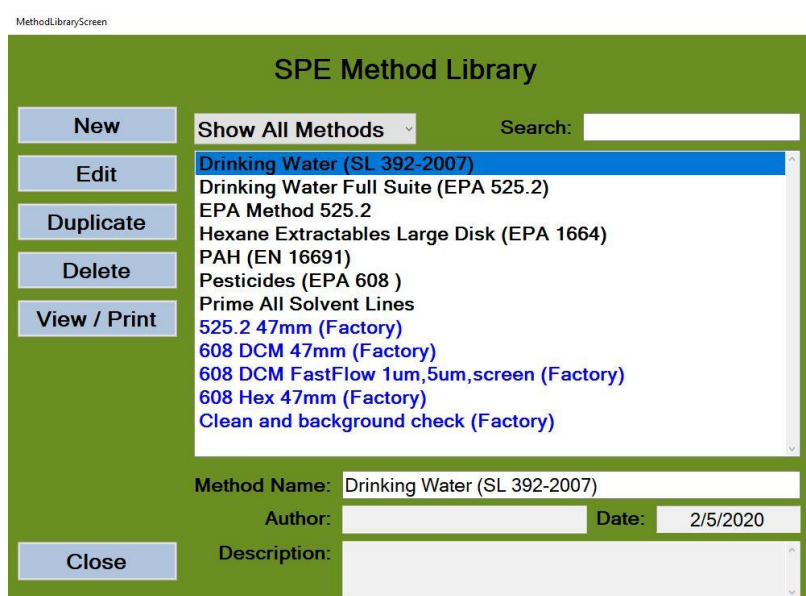 MethodLibraryScreen
SPE Method Library
New
Edit
Duplicate
Delete
View / Print
Close
Show All Methods
Search:
Drinking Water (SL 392-2007)
Drinking Water Full Suite (EPA 525.2)
EPA Method 525.2
Hexane Extractables Large Disk (EPA 1664)
PAH (EN 16691)
Pesticides (EPA 608 )
Prime All Solvent Lines
525.2 47mm (Factory)
608 DCM 47mm (Factory)
608 DCM FastFlow 1um,5um,screen (Factory)
608 Hex 47mm (Factory)
Clean and background check (Factory)
Method Name: Drinking Water (SL 392-2007)
Author:
Date: 2/5/2020
Description: